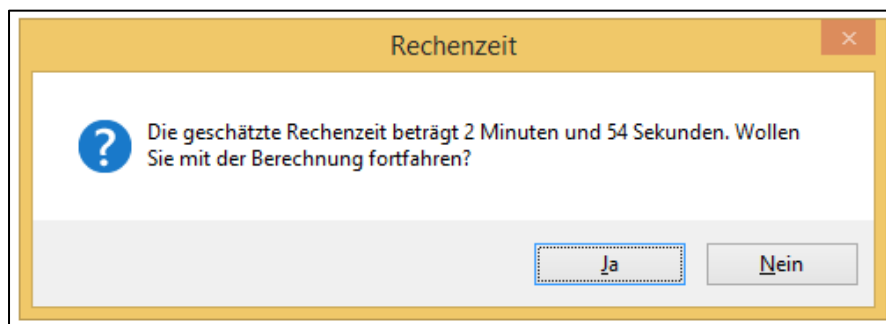 Rechenzeit
Die geschätzte Rechenzeit beträgt 2 Minuten und 54 Sekunden. Wollen
Sie mit der Berechnung fortfahren?
Ja
Nein